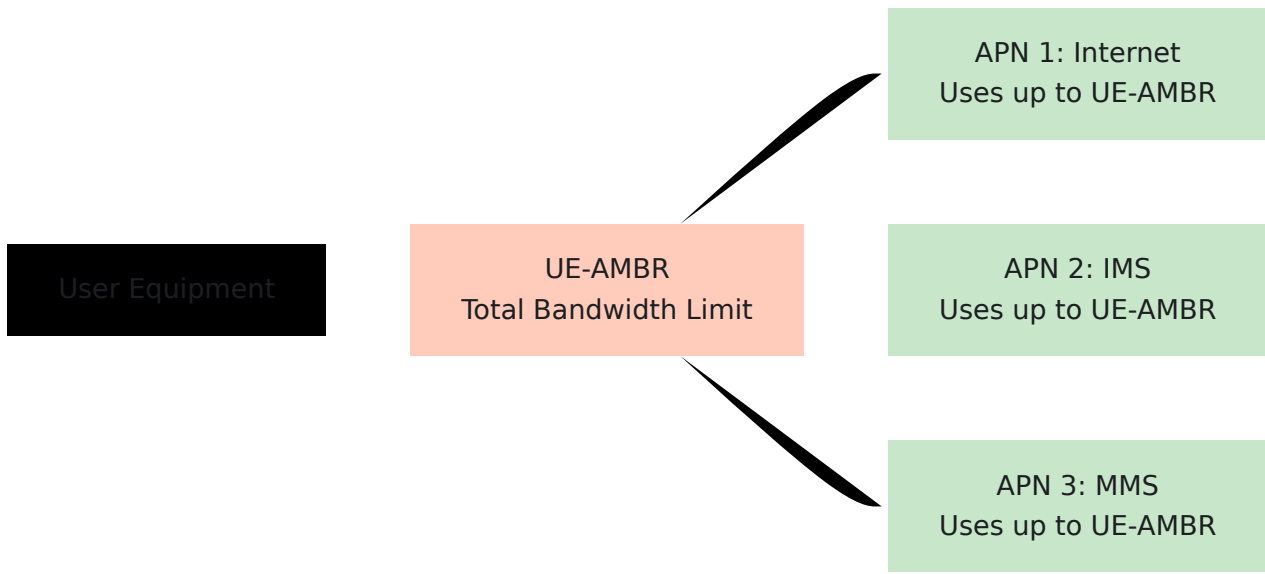 User Equipment
UE-AMBR
Total Bandwidth Limit
APN 1: Internet
Uses up to UE-AMBR
APN 2: IMS
Uses up to UE-AMBR
APN 3: MMS
Uses up to UE-AMBR